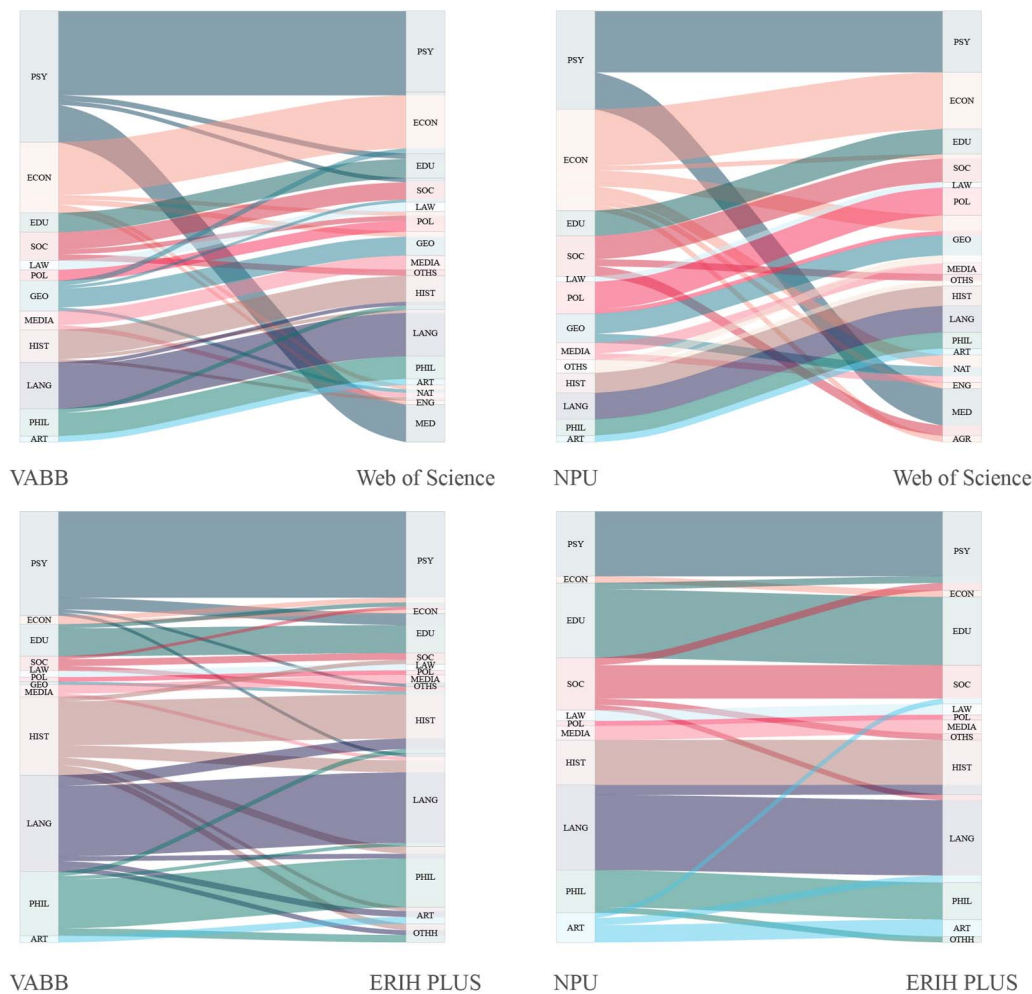 PSY
ECON
EDU
SOC
LAW
POL
GEO
MEDIA
HIST
LANG
PHIL
ART
PSY
ECON
EDU
SOC
LAW
POL
GEO
MEDIA
OTHS
HIST
LANG
PHIL
ART
NAT
ENG
MED
VABB Web of Science
PSY
ECON
EDU
SOC
LAW
POL
GEO
MEDIA
OTHS
HIST
LANG
PHIL
ART
PSY
ECON
EDU
SOC
LAW
POL
GEO
MEDIA
OTHS
HIST
LANG
PHIL
ART
NAT
ENG
MED
AGR
NPU Web of Science
PSY
ECON
EDU
SOC
LAW
POL
GEO
MEDIA
HIST
LANG
PHIL
ART
PSY
ECON
EDU
SOC
LAW
POL
MEDIA
OTHS
HIST
LANG
PHIL
ART
OTHH
VABB ERIH PLUS
PSY
ECON
EDU
SOC
LAW
POL
MEDIA
HIST
LANG
PHIL
ART
PSY
ECON
EDU
SOC
LAW
POL
MEDIA
OTHS
HIST
LANG
PHIL
ART
OTHH
NPU ERIH PLUS